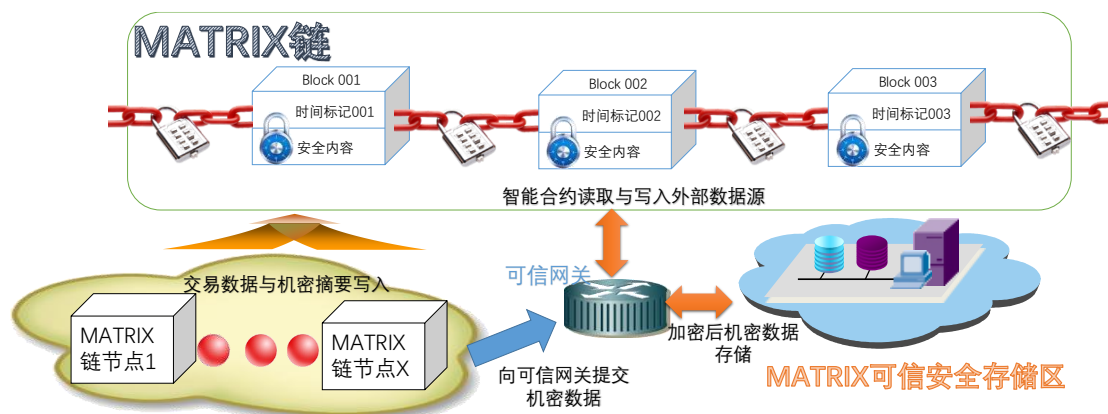 MATRIX链
Block 001
时间标记001
安全内容
Block 002
时间标记002
安全内容
Block 003
时间标记003
安全内容
智能合约读取与写入外部数据源
交易数据与机密摘要写入
可信网关
MATRIX
链节点1
MATRIX
链节点X
向可信网关提交
机密数据
加密后机密数据
存储
MATRIX可信安全存储区